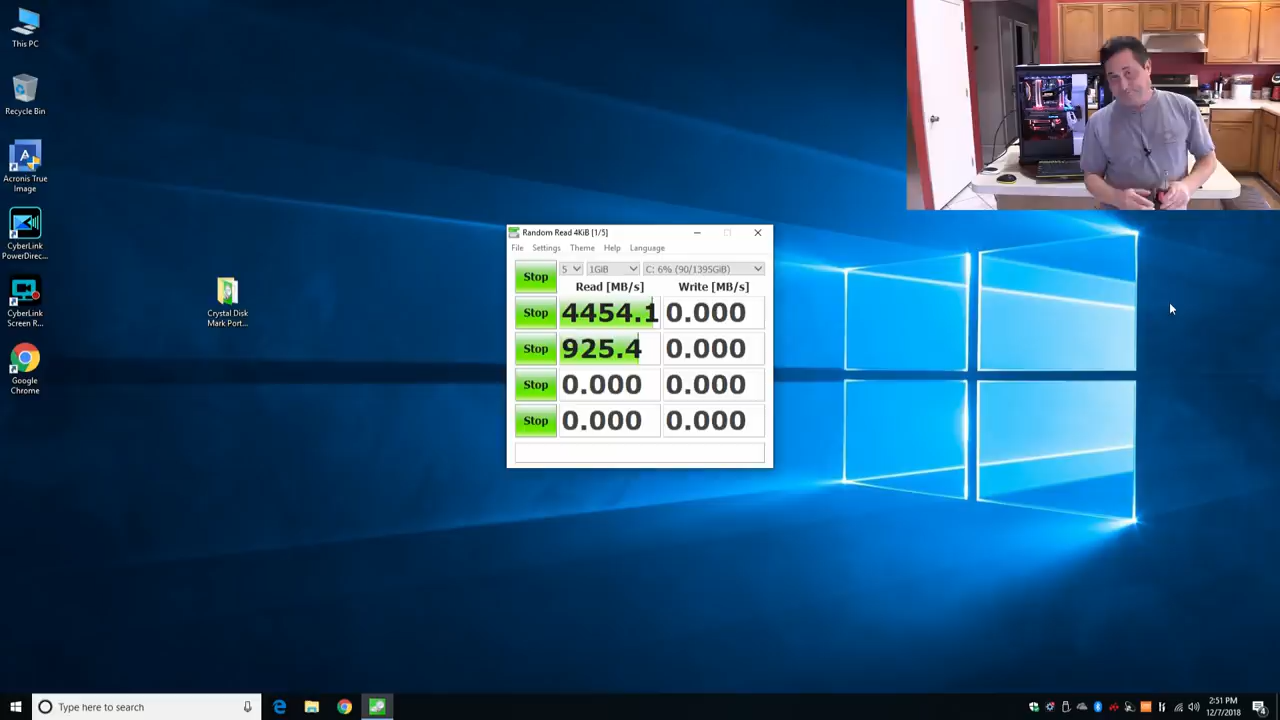 This PC
Recycle Bin
Acronis True
Image
CyberLink
PowerDirec...
CyberLink
Screen R...
Google
Chrome
Crystal Disk
Mark Port...
Random Read 4KiB [1/5]
File Settings Theme Help Language
Stop 5 1GiB C: 6% (90/1395GiB)
Read [MB/s] Write [MB/s]
Stop 4454.1 0.000
Stop 925.4 0.000
Stop 0.000 0.000
Stop 0.000 0.000
Type here to search
2:51 PM
12/7/2018
4